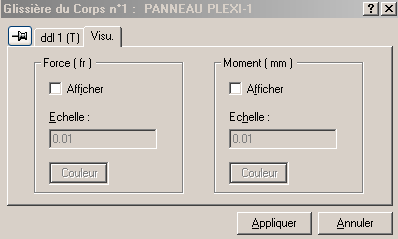 Glissière du Corps n°1 : PANNEAU PLEXI-1
ddl 1 (T) Visu.
Force ( fr ) Moment ( mm )
Afficher Afficher
Echelle : Echelle :
0.01 0.01
Couleur Couleur
Appliquer Annuler